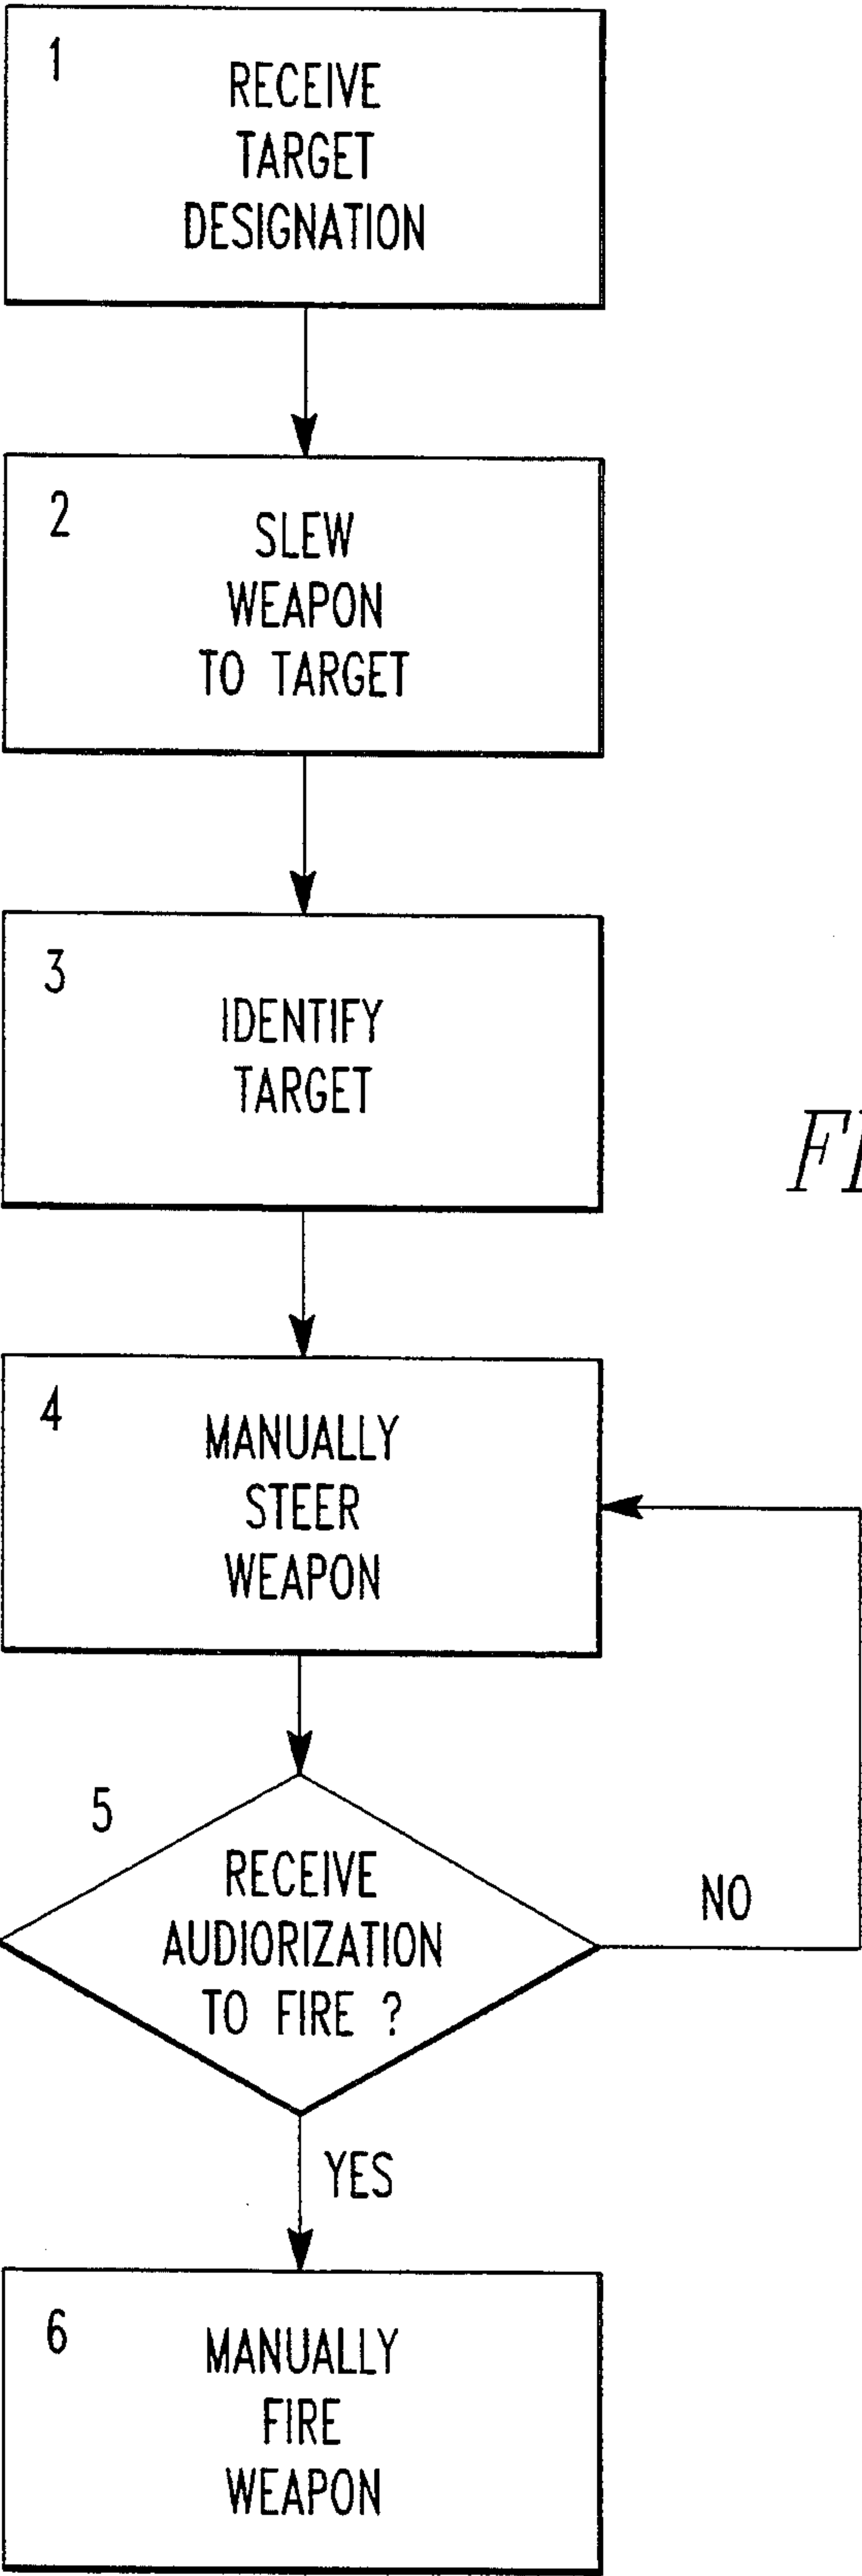 1
RECEIVE
TARGET
DESIGNATION
2
SLEW
WEAPON
TO TARGET
3
IDENTIFY
TARGET
4
MANUALLY
STEER
WEAPON
5
RECEIVE
AUDIORIZATION
TO FIRE ?
NO
YES
6
MANUALLY
FIRE
WEAPON